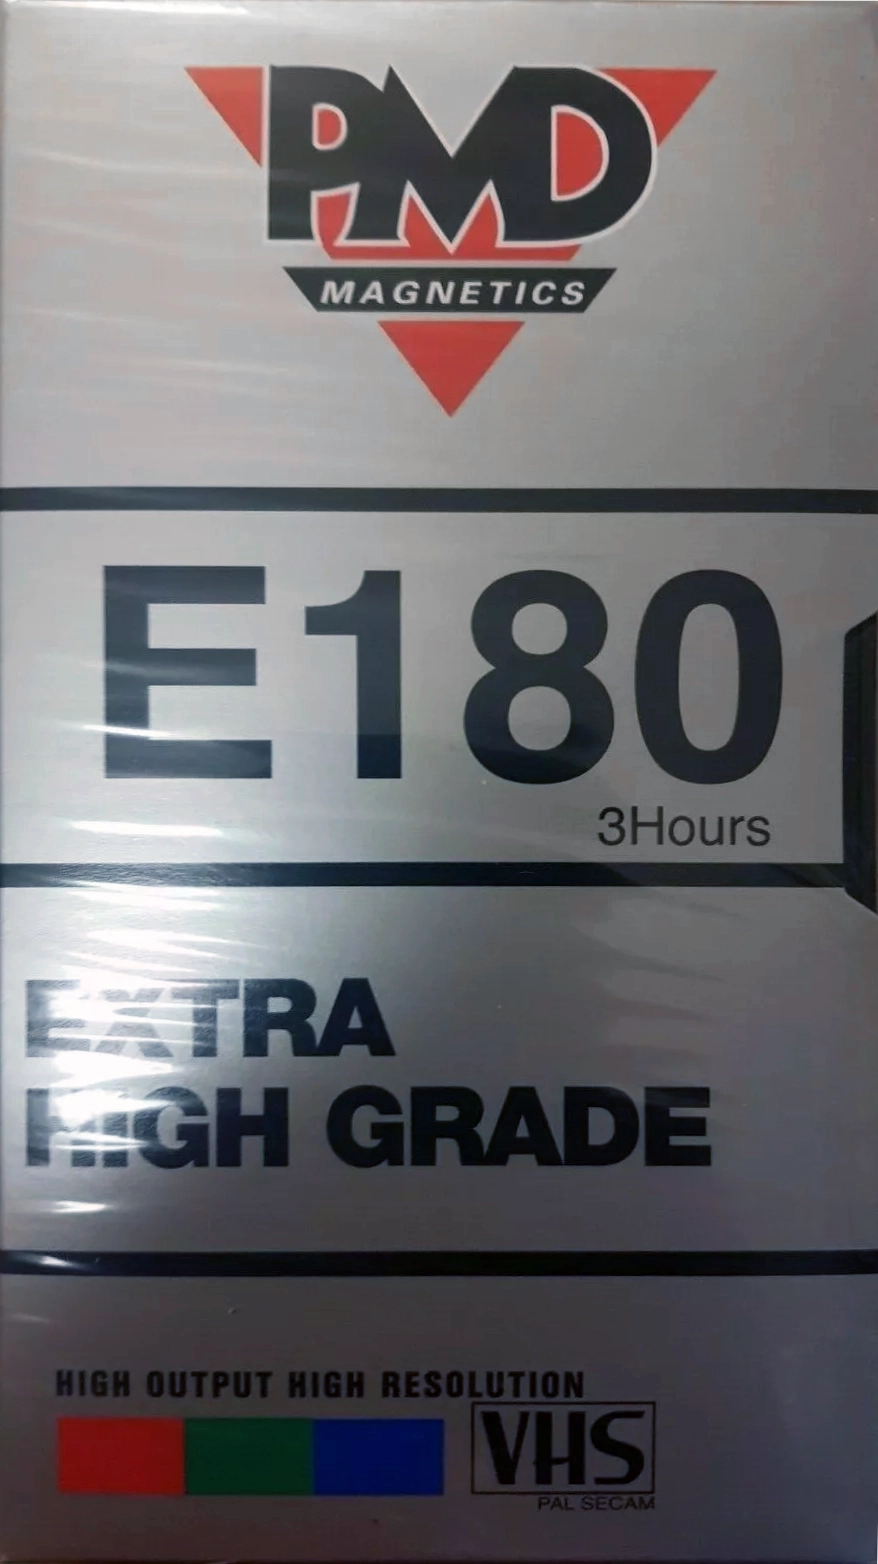 PMD
MAGNETICS
E180
3Hours
EXTRA
HIGH GRADE
HIGH OUTPUT HIGH RESOLUTION
VHS
PAL SECAM